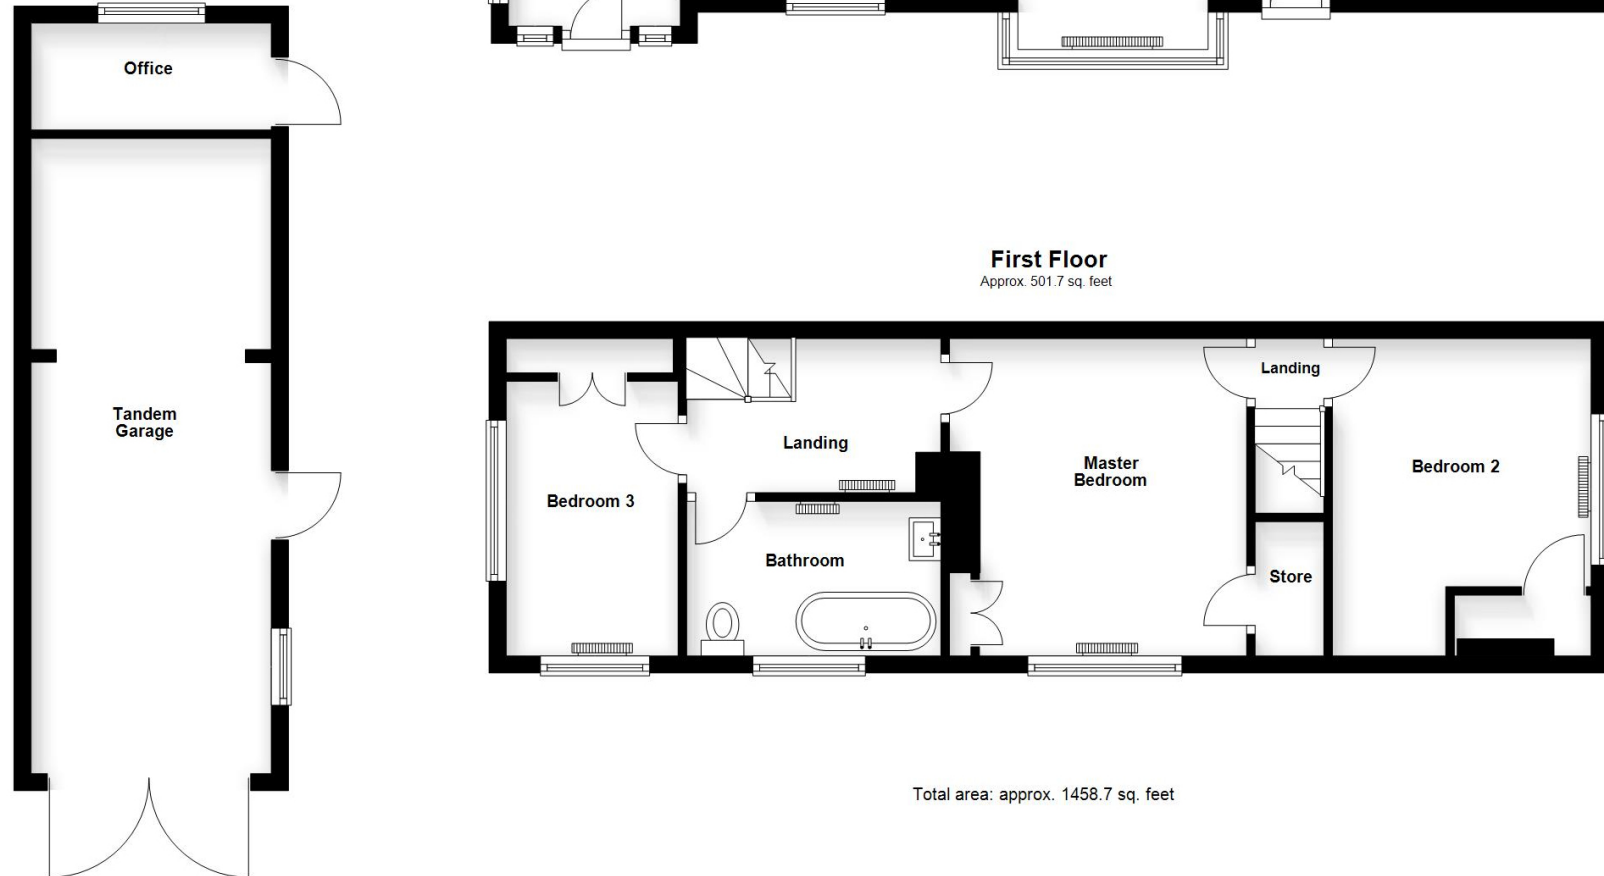 Office
Tandem
Garage
First Floor
Approx. 501.7 sq. feet
Landing
Landing
Master
Bedroom
Bedroom 2
Bedroom 3
Bathroom
Store
Total area: approx. 1458.7 sq. feet